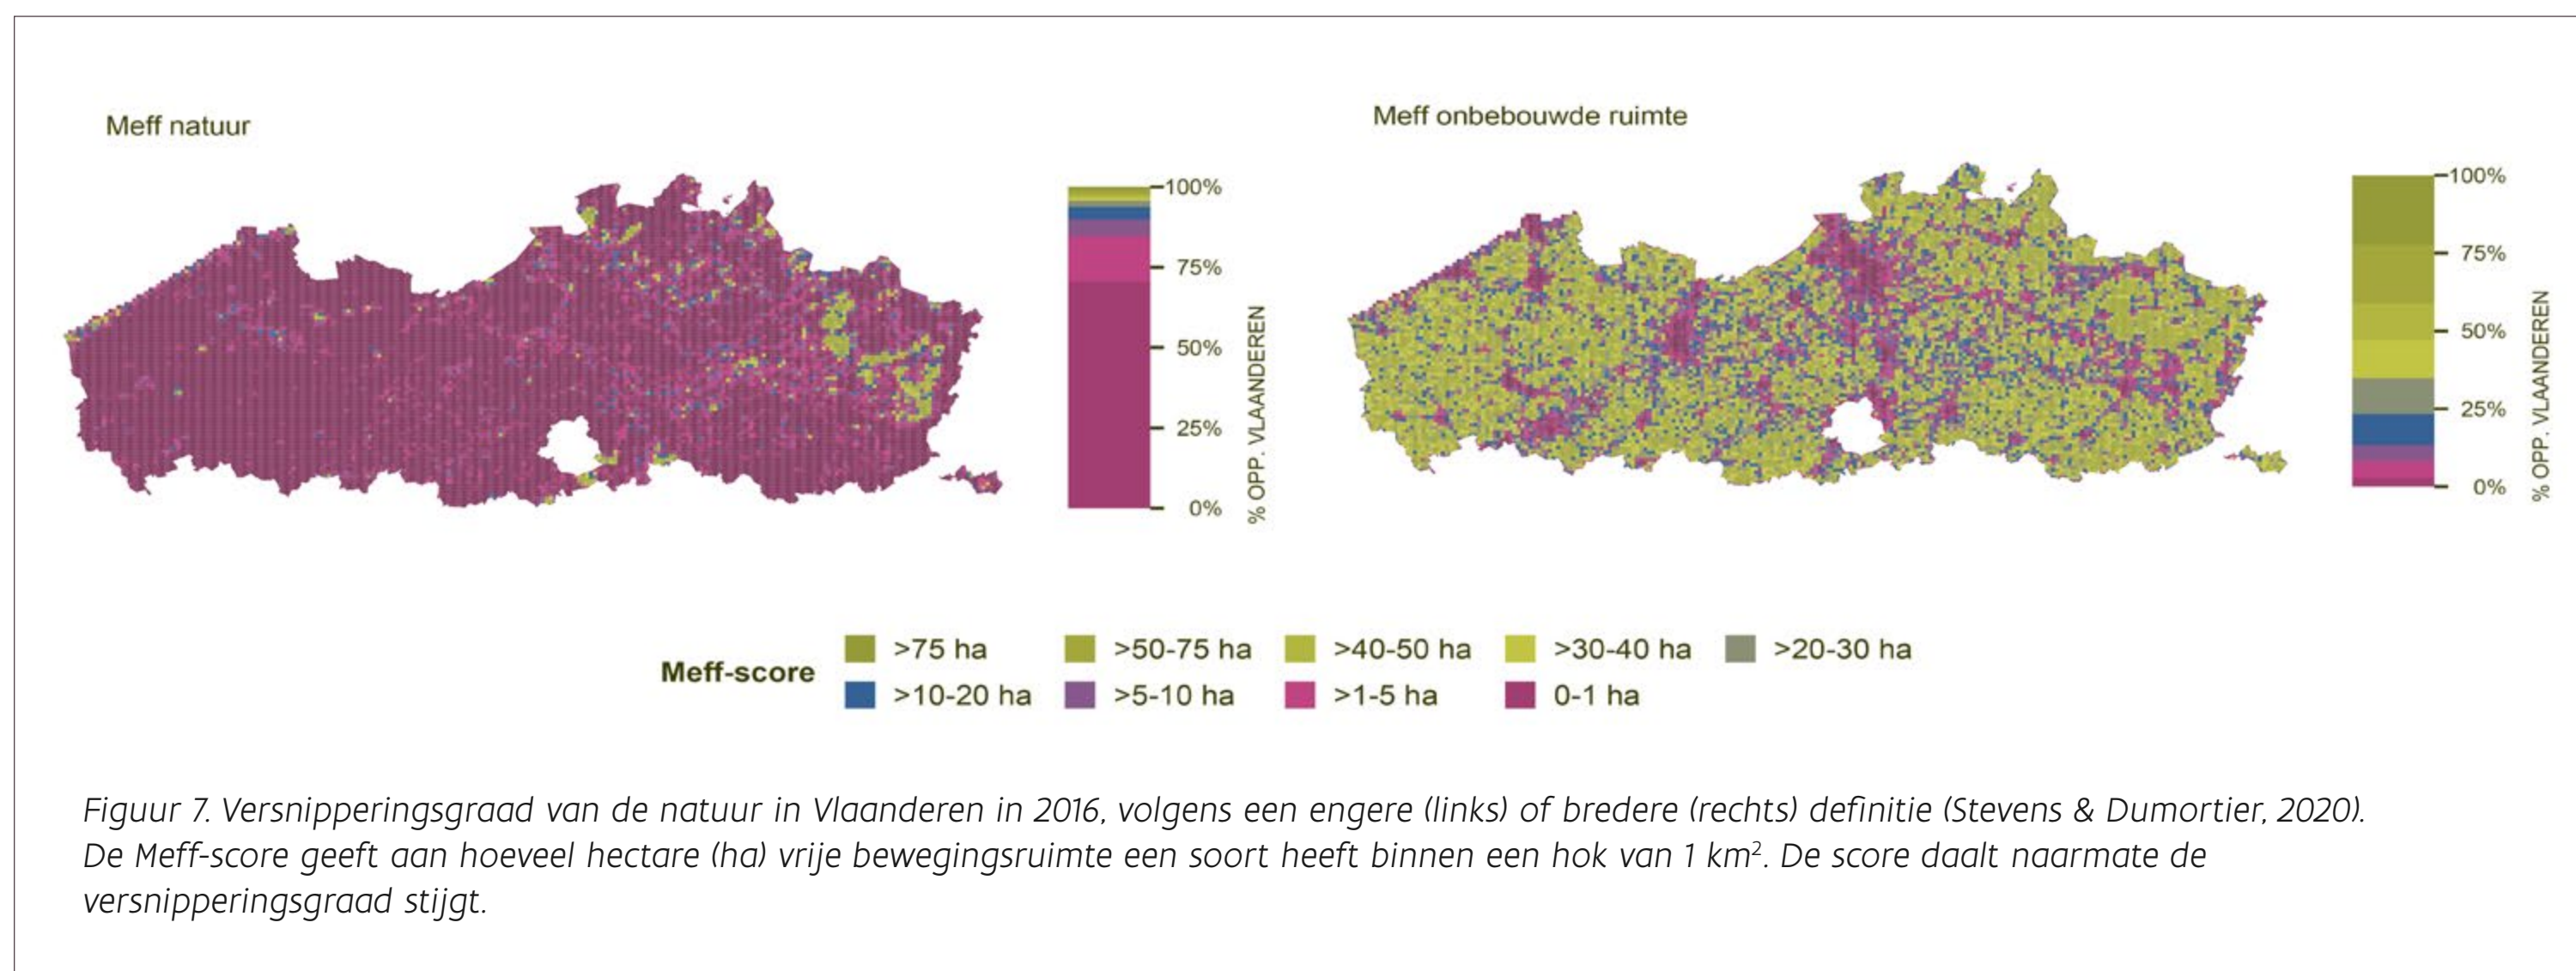 Meff natuur
100%
75%
50%
25%
0%
% OPP. VLAANDEREN
Meff onbebouwde ruimte
100%
75%
50%
25%
0%
% OPP. VLAANDEREN
Meff-score
>75 ha
>50-75 ha
>40-50 ha
>30-40 ha
>20-30 ha
>10-20 ha
>5-10 ha
>1-5 ha
0-1 ha
Figuur 7. Versnipperingsgraad van de natuur in Vlaanderen in 2016, volgens een engere (links) of bredere (rechts) definitie (Stevens & Dumortier, 2020).
De Meff-score geeft aan hoeveel hectare (ha) vrije bewegingsruimte een soort heeft binnen een hok van 1 km². De score daalt naarmate de
versnipperingsgraad stijgt.